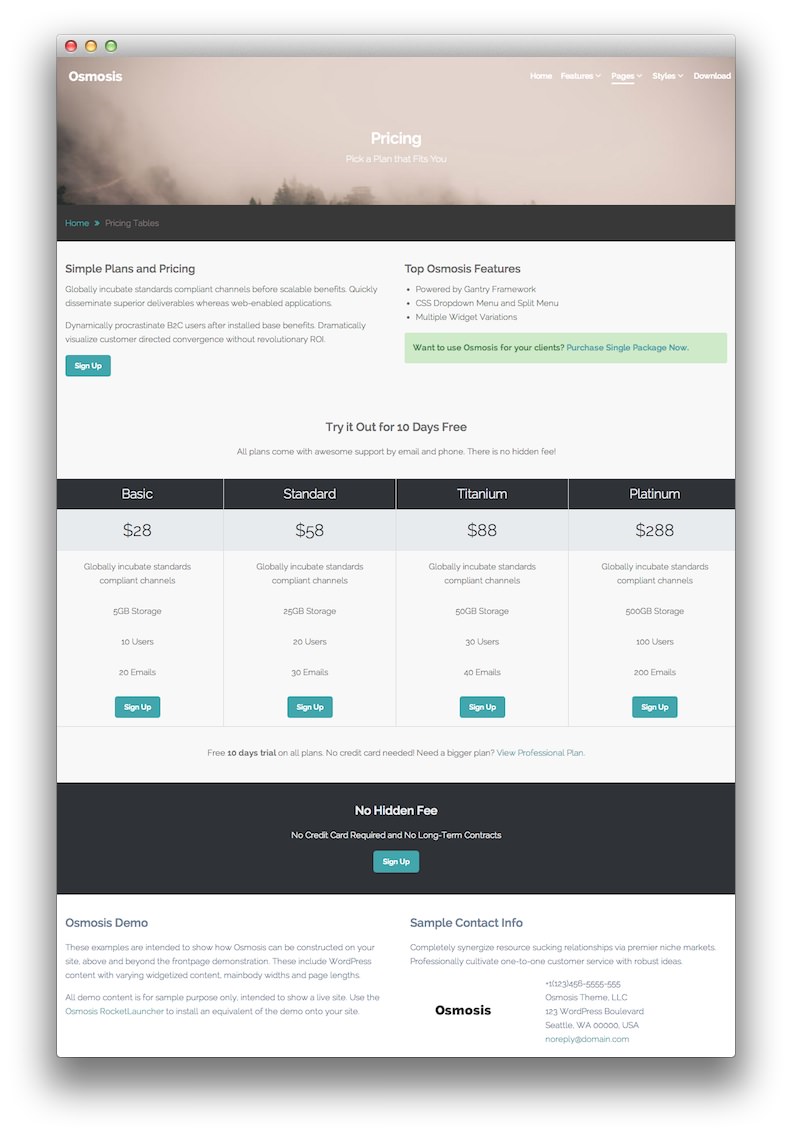 Osmosis
Home Features Pages Styles Download
Pricing
Pick a Plan that Fits You
Home » Pricing Tables
Simple Plans and Pricing
Globally incubate standards compliant channels before scalable benefits. Quickly
disseminate superior deliverables whereas web-enabled applications.
Dynamically procrastinate B2C users after installed base benefits. Dramatically
visualize customer directed convergence without revolutionary ROI.
Sign Up
Top Osmosis Features
• Powered by Gantry Framework
• CSS Dropdown Menu and Split Menu
• Multiple Widget Variations
Want to use Osmosis for your clients? Purchase Single Package Now.
Try it Out for 10 Days Free
All plans come with awesome support by email and phone. There is no hidden fee!
Basic
$28
Globally incubate standards
compliant channels
5GB Storage
10 Users
20 Emails
Sign Up
Standard
$58
Globally incubate standards
compliant channels
25GB Storage
20 Users
30 Emails
Sign Up
Titanium
$88
Globally incubate standards
compliant channels
50GB Storage
30 Users
40 Emails
Sign Up
Platinum
$288
Globally incubate standards
compliant channels
500GB Storage
100 Users
200 Emails
Sign Up
Free 10 days trial on all plans. No credit card needed! Need a bigger plan? View Professional Plan.
No Hidden Fee
No Credit Card Required and No Long-Term Contracts
Sign Up
Osmosis Demo
These examples are intended to show how Osmosis can be constructed on your
site, above and beyond the frontpage demonstration. These include WordPress
content with varying widgetized content, mainbody widths and page lengths.
All demo content is for sample purpose only, intended to show a live site. Use the
Osmosis RocketLauncher to install an equivalent of the demo onto your site.
Sample Contact Info
Completely synergize resource sucking relationships via premier niche markets.
Professionally cultivate one-to-one customer service with robust ideas.
Osmosis
+1(123)456-5555-555
Osmosis Theme, LLC
123 WordPress Boulevard
Seattle, WA 00000, USA
noreply@domain.com